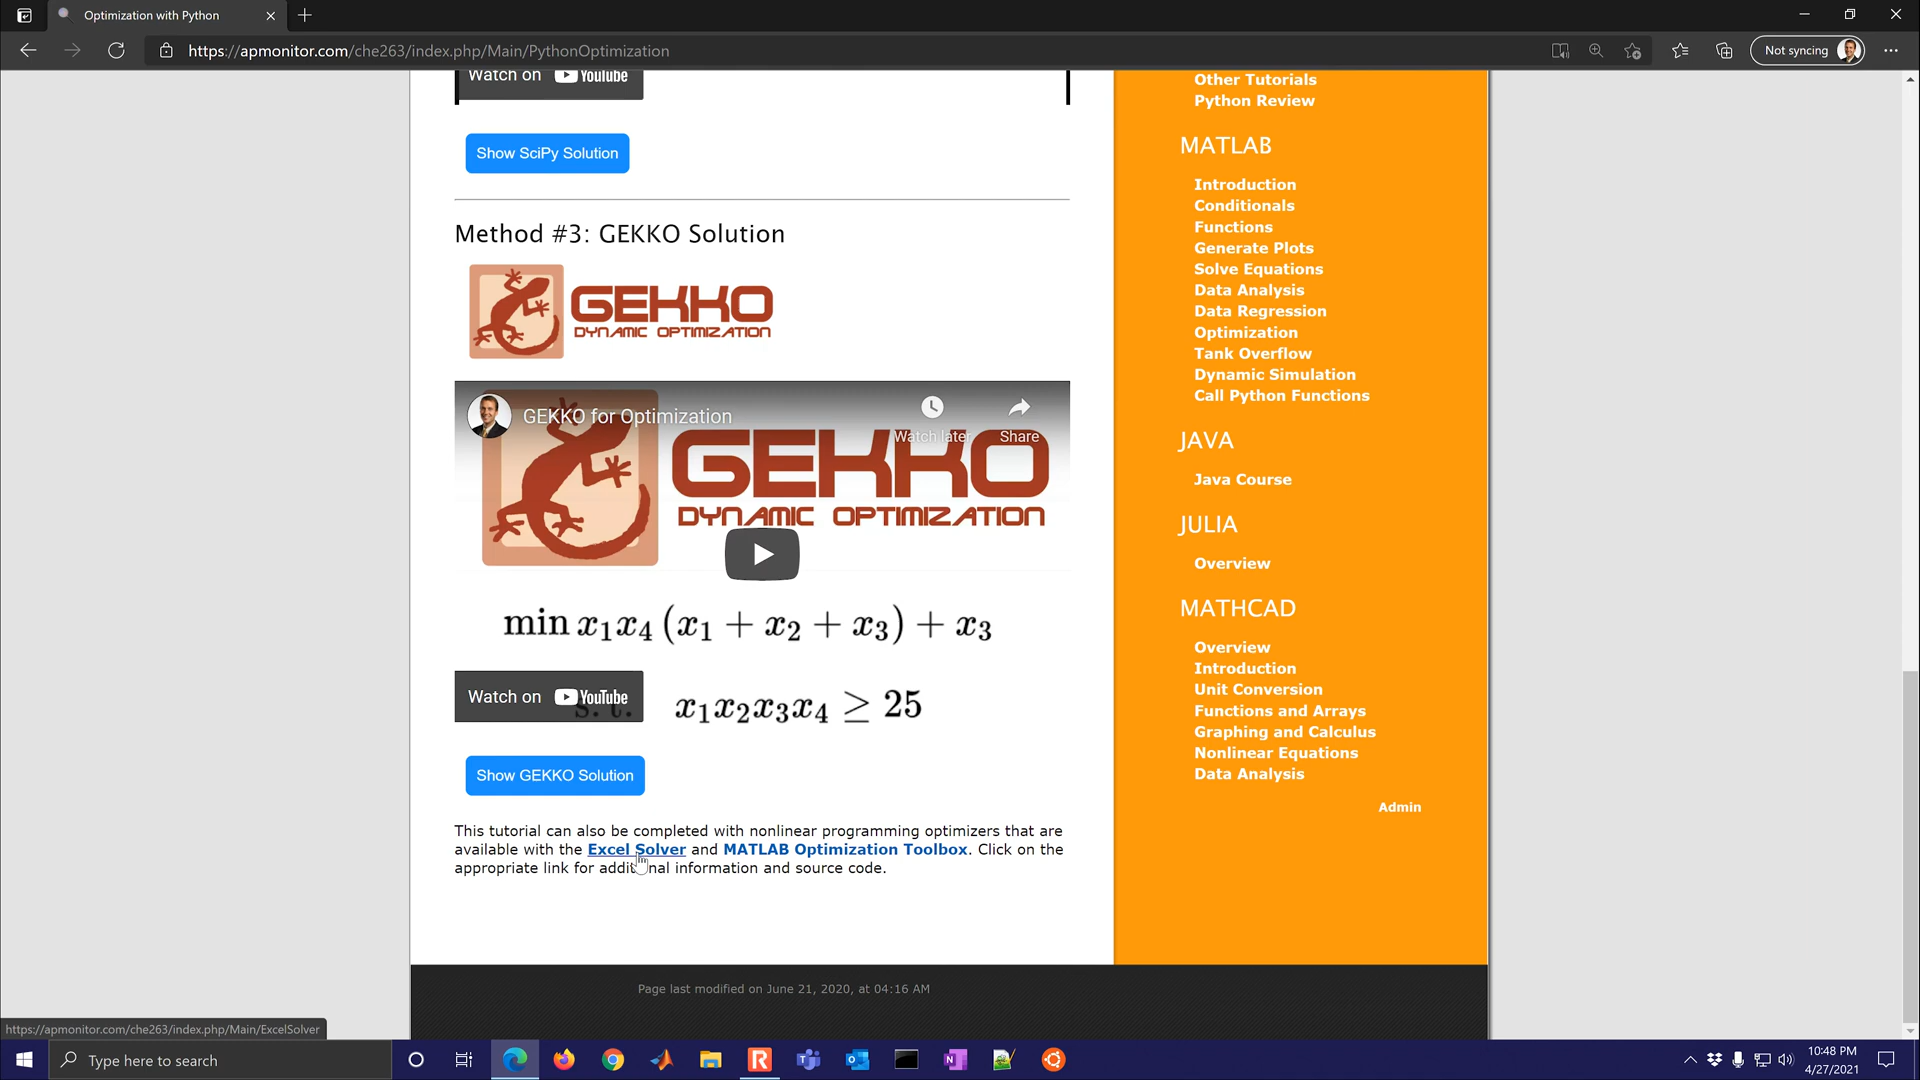 Optimization with Python
https://apmonitor.com/che263/index.php/Main/PythonOptimization
Not syncing
Watch on YouTube
Show SciPy Solution
Method #3: GEKKO Solution
GEKKO
DYNAMIC OPTIMIZATION
GEKKO for Optimization
Watch later
Share
GEKKO
DYNAMIC OPTIMIZATION
min x₁x₄ (x₁ + x₂ + x₃) + x₃
Watch on YouTube
s.t. x₁x₂x₃x₄ ≥ 25
Show GEKKO Solution
This tutorial can also be completed with nonlinear programming optimizers that are
available with the Excel Solver and MATLAB Optimization Toolbox. Click on the
appropriate link for additional information and source code.
Other Tutorials
Python Review
MATLAB
Introduction
Conditionals
Functions
Generate Plots
Solve Equations
Data Analysis
Data Regression
Optimization
Tank Overflow
Dynamic Simulation
Call Python Functions
JAVA
Java Course
JULIA
Overview
MATHCAD
Overview
Introduction
Unit Conversion
Functions and Arrays
Graphing and Calculus
Nonlinear Equations
Data Analysis
Admin
Page last modified on June 21, 2020, at 04:16 AM
https://apmonitor.com/che263/index.php/Main/ExcelSolver
Type here to search
10:48 PM
4/27/2021